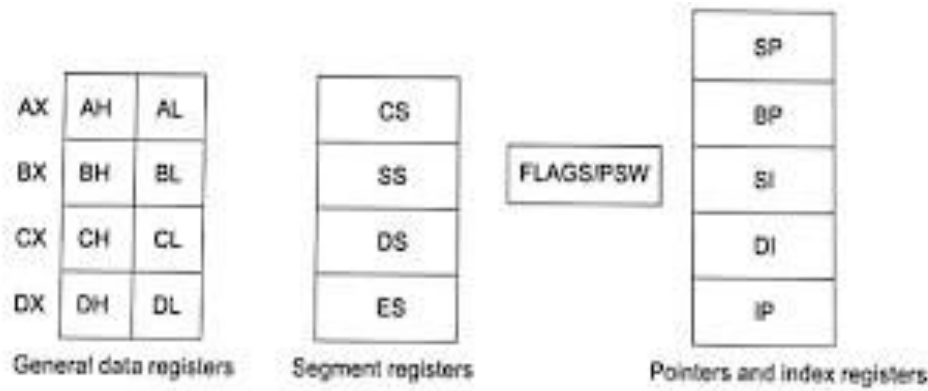 AX AH AL
BX BH BL
CX CH CL
DX DH DL
General data registers
CS
SS
DS
ES
Segment registers
FLAGS/PSW
SP
BP
SI
DI
IP
Pointers and index registers